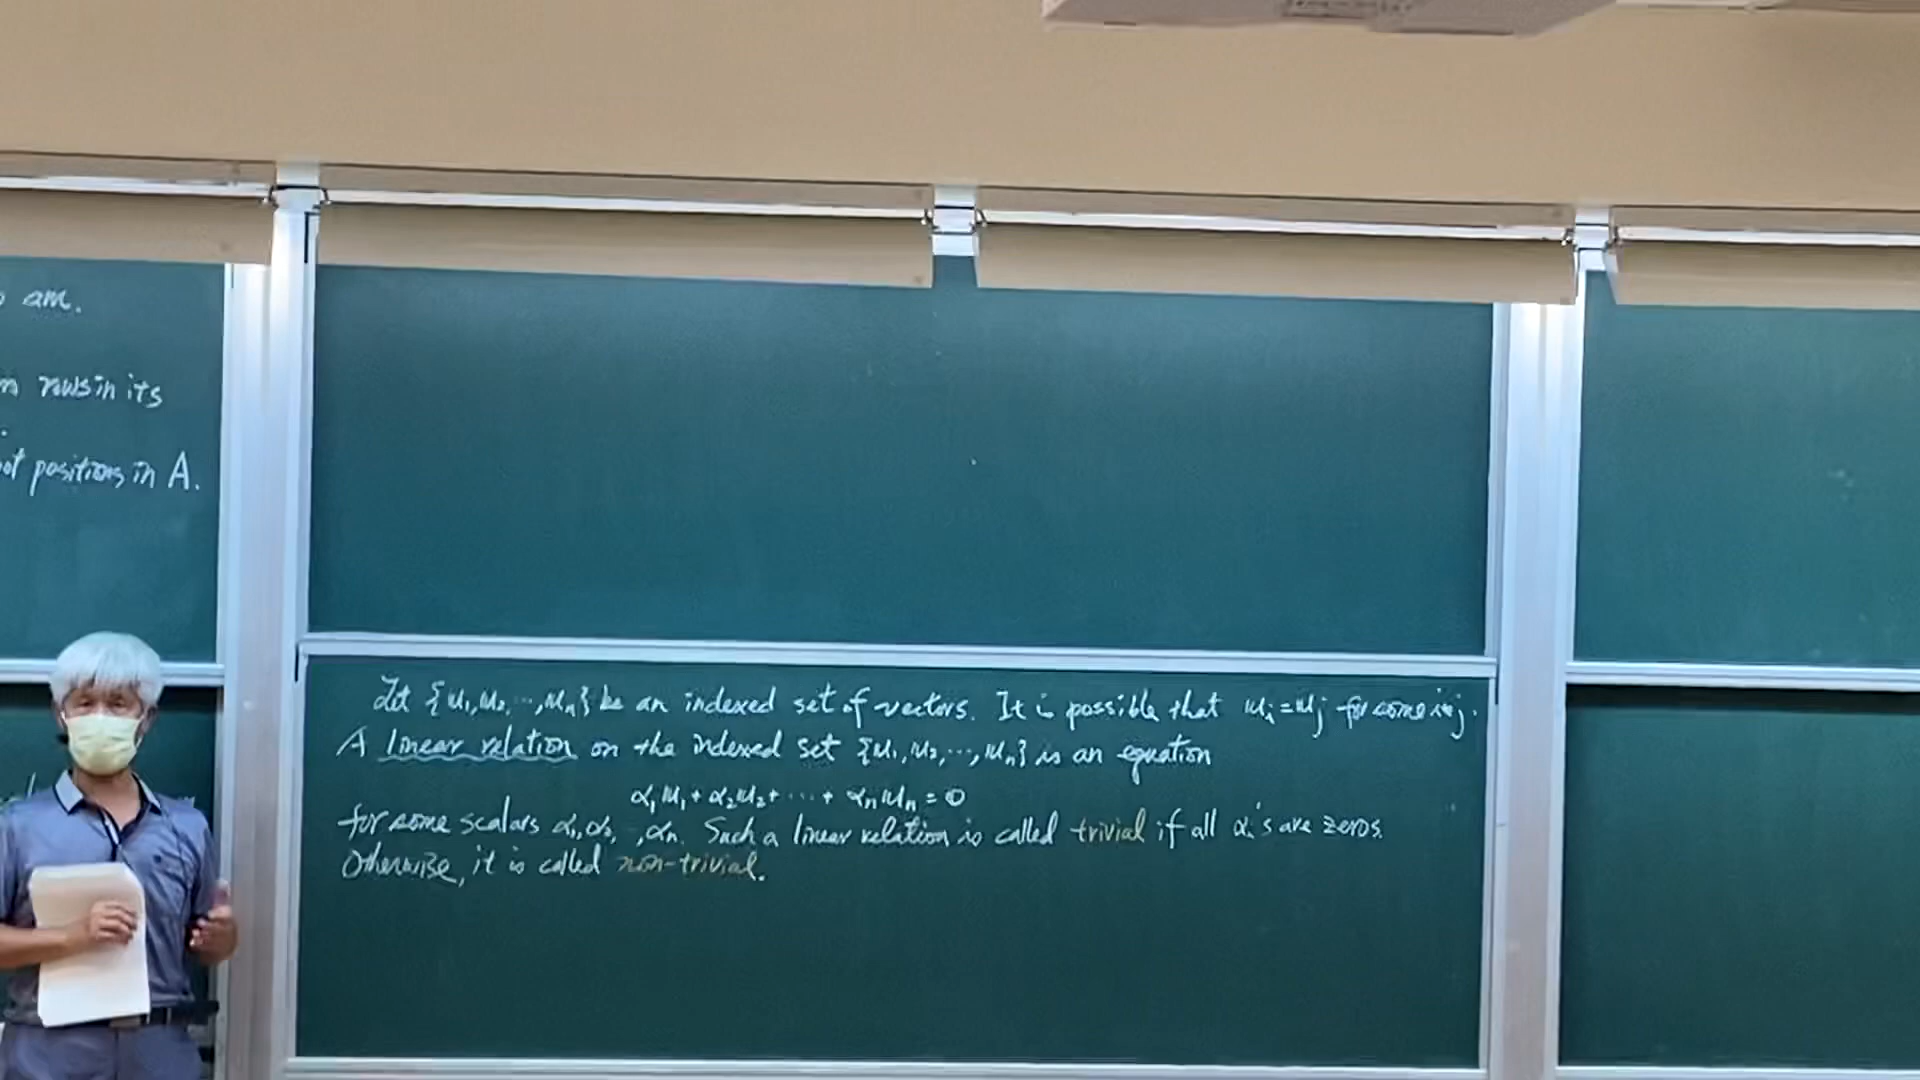 am.
rows in its
positions in A.
Let {u₁,u₂,⋯,uₙ} be an indexed set of vectors. It is possible that uᵢ=uⱼ for some i≠j.
A linear relation on the indexed set {u₁,u₂,⋯,uₙ} is an equation
α₁u₁+α₂u₂+⋯+αₙuₙ=0
for some scalars α₁,α₂, ,αₙ. Such a linear relation is called trivial if all αᵢ's are zeros.
Otherwise, it is called non-trivial.